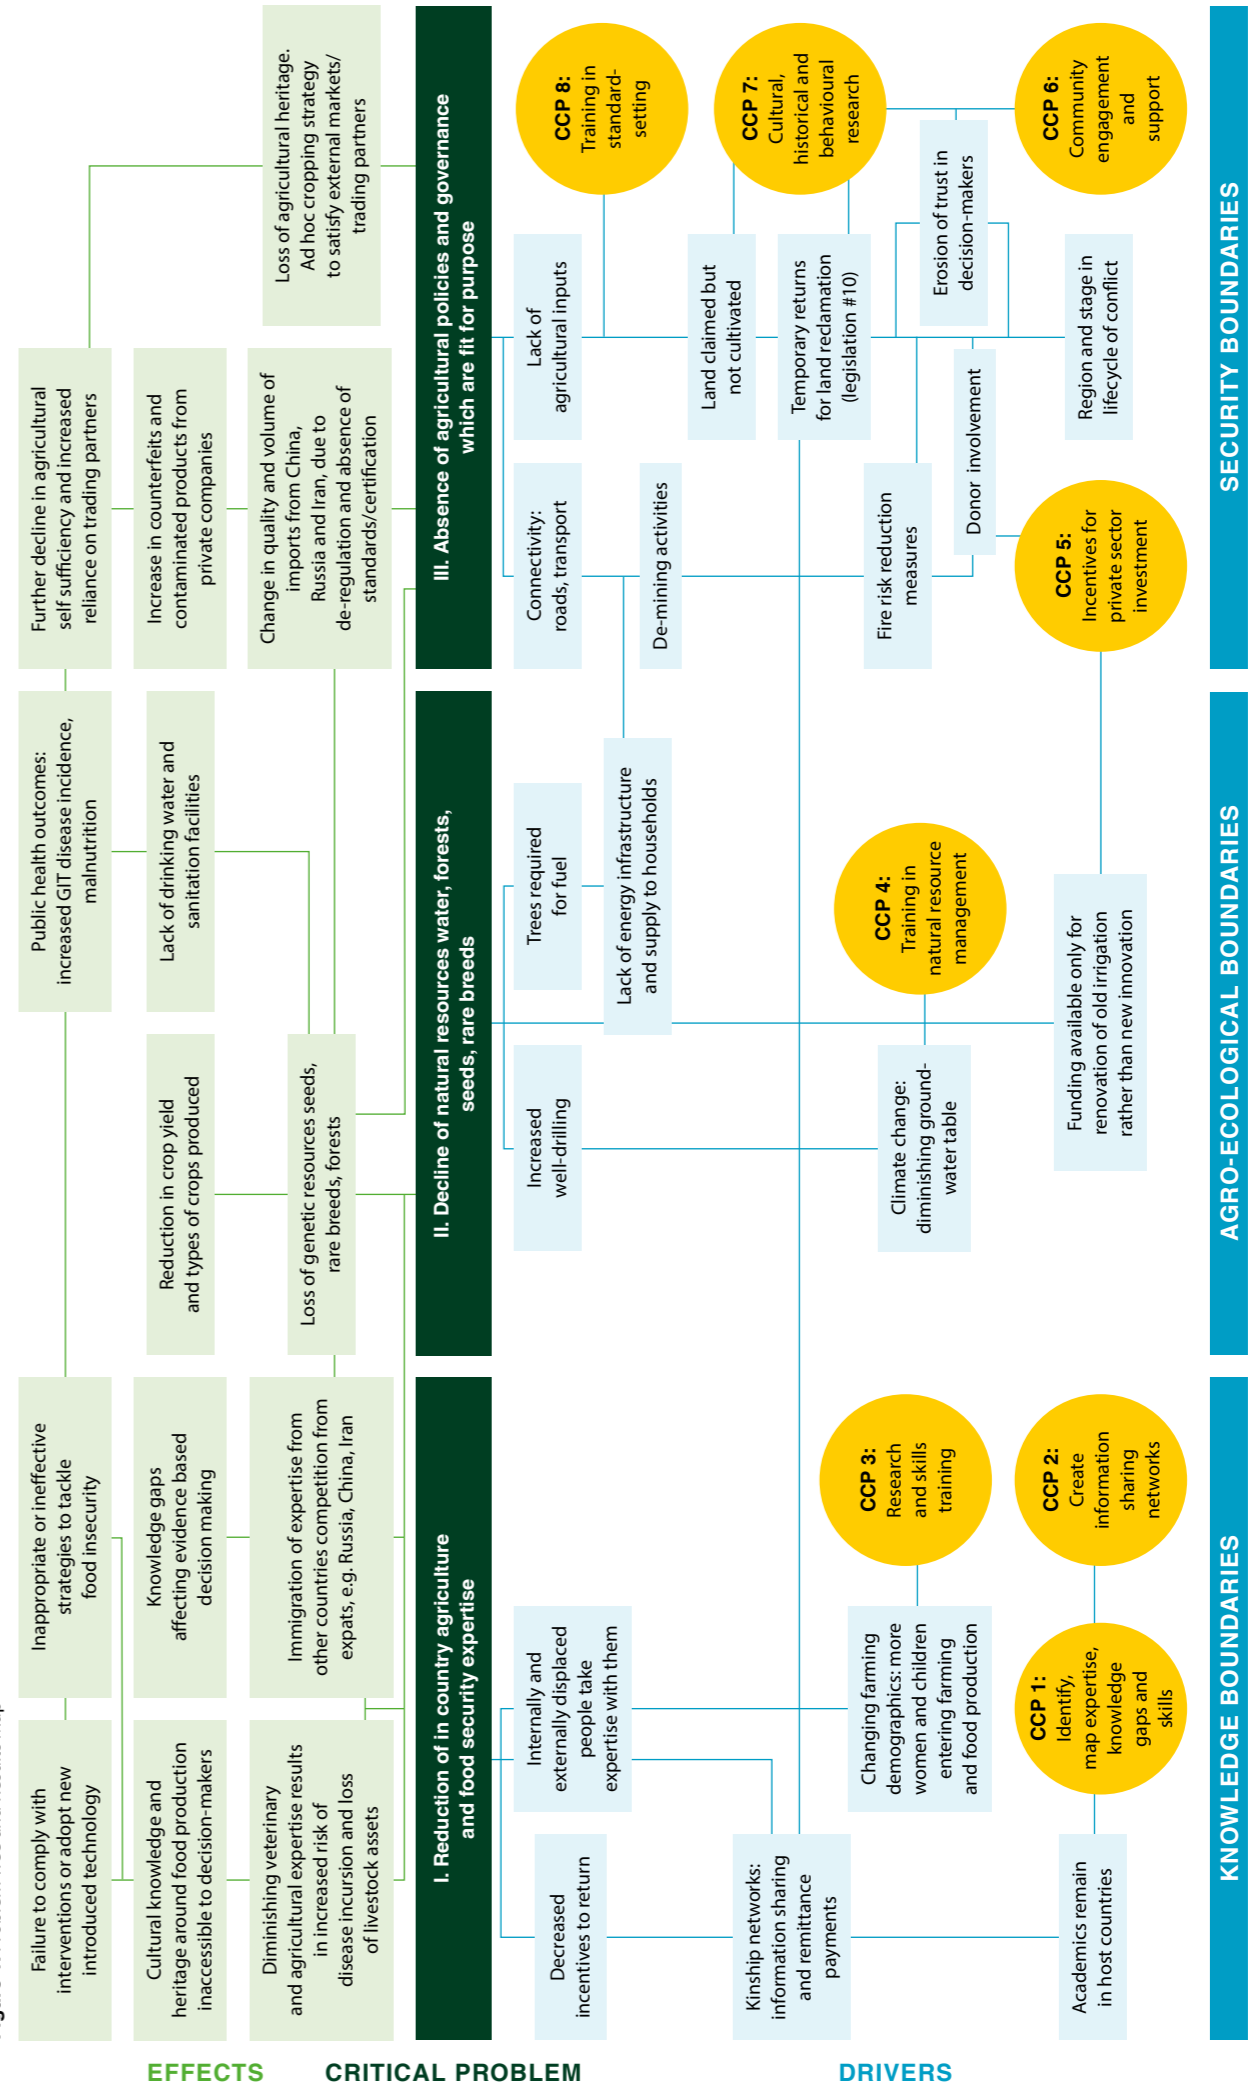 EFFECTS
Failure to comply with
interventions or adopt new
introduced technology
Inappropriate or ineffective
strategies to tackle
food insecurity
Public health outcomes:
increased GIT disease incidence,
malnutrition
Further decline in agricultural
self sufficiency and increased
reliance on trading partners
Cultural knowledge and
heritage around food production
inaccessible to decision-makers
Knowledge gaps
affecting evidence based
decision making
Reduction in crop yield
and types of crops produced
Lack of drinking water and
sanitation facilities
Increase in counterfeits and
contaminated products from
private companies
Diminishing veterinary
and agricultural expertise results
in increased risk of
disease incursion and loss
of livestock assets
Immigration of expertise from
other countries competition from
expats, e.g. Russia, China, Iran
Loss of genetic resources seeds,
rare breeds, forests
Change in quality and volume of
imports from China,
Russia and Iran, due to
de-regulation and absence of
standards/certification
Loss of agricultural heritage.
Ad hoc cropping strategy
to satisfy external markets/
trading partners
CRITICAL PROBLEM
I. Reduction of in country agriculture
and food security expertise
II. Decline of natural resources water, forests,
seeds, rare breeds
III. Absence of agricultural policies and governance
which are fit for purpose
DRIVERS
Decreased
incentives to return
Internally and
externally displaced
people take
expertise with them
Increased
well-drilling
Trees required
for fuel
Connectivity:
roads, transport
Lack of
agricultural inputs
CCP 8:
Training in
standard-
setting
Lack of energy infrastructure
and supply to households
De-mining activities
Kinship networks:
information sharing
and remittance
payments
Land claimed but
not cultivated
Temporary returns
for land reclamation
(legislation #10)
CCP 7:
Cultural,
historical and
behavioural
research
Changing farming
demographics: more
women and children
entering farming
and food production
CCP 3:
Research
and skills
training
Climate change:
diminishing ground-
water table
CCP 4:
Training in
natural resource
management
Fire risk reduction
measures
Donor involvement
Erosion of trust in
decision-makers
Academics remain
in host countries
CCP 1:
Identify,
map expertise,
knowledge
gaps and
skills
CCP 2:
Create
information
sharing
networks
Funding available only for
renovation of old irrigation
rather than new innovation
CCP 5:
Incentives for
private sector
investment
Region and stage in
lifecycle of conflict
CCP 6:
Community
engagement
and
support
KNOWLEDGE BOUNDARIES
AGRO-ECOLOGICAL BOUNDARIES
SECURITY BOUNDARIES